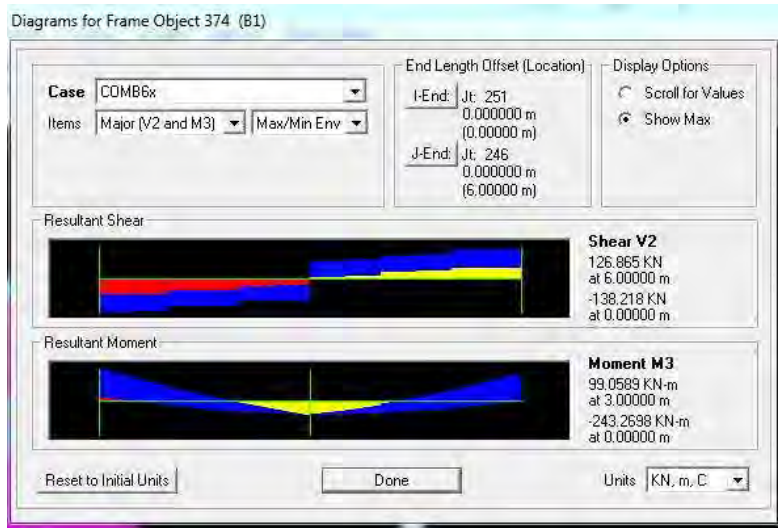 Diagrams for Frame Object 374 (B1)
Case COMB6x
Items Major (V2 and M3) Max/Min Env
End Length Offset (Location)
I-End: Jt: 251
0.000000 m
(0.00000 m)
J-End: Jt: 246
0.000000 m
(6.00000 m)
Display Options
Scroll for Values
Show Max
Resultant Shear
Shear V2
126.865 KN
at 6.00000 m
-138.218 KN
at 0.00000 m
Resultant Moment
Moment M3
99.0589 KN-m
at 3.00000 m
-243.2698 KN-m
at 0.00000 m
Reset to Initial Units
Done
Units KN, m, C